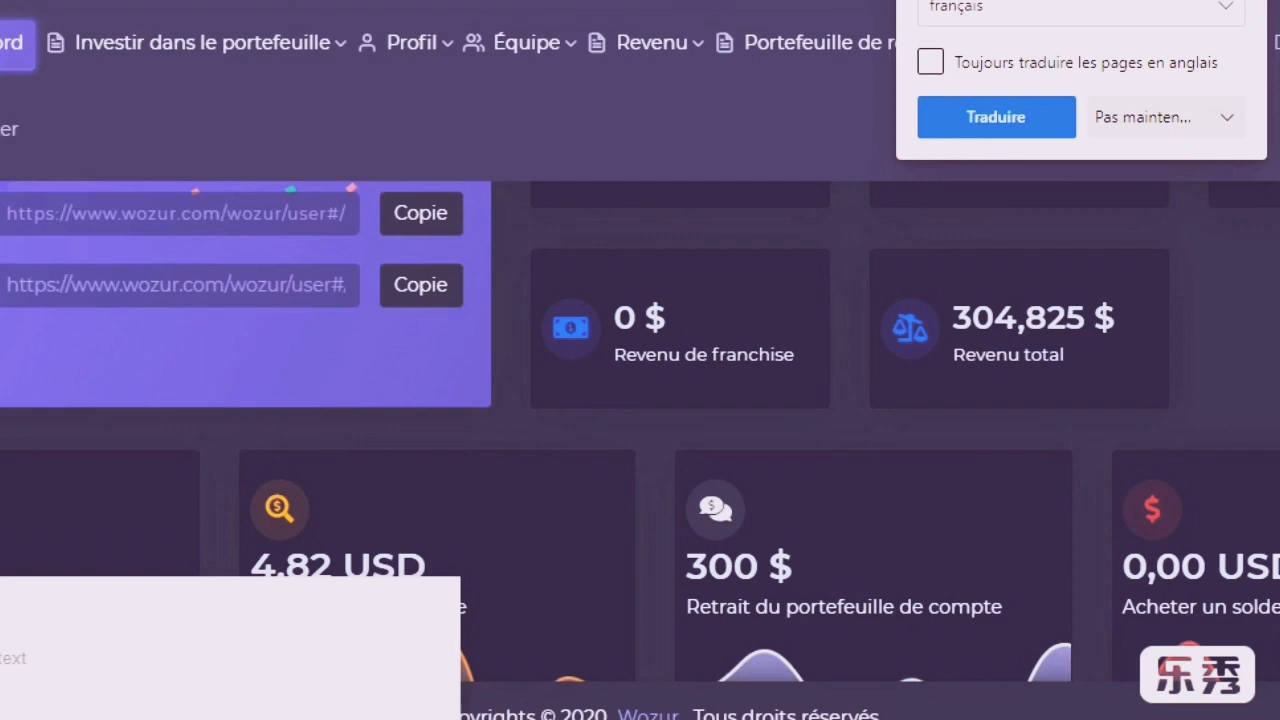 français
ord
Investir dans le portefeuille
Profil
Équipe
Revenu
Portefeuille de r
Toujours traduire les pages en anglais
Traduire
Pas mainten...
er
https://www.wozur.com/wozur/user#/
Copie
https://www.wozur.com/wozur/user#,
Copie
0 $
Revenu de franchise
304,825 $
Revenu total
4,82 USD
e
300 $
Retrait du portefeuille de compte
0,00 USD
Acheter un solde
text
乐秀
pyrights © 2020 Wozur Tous droits réservés